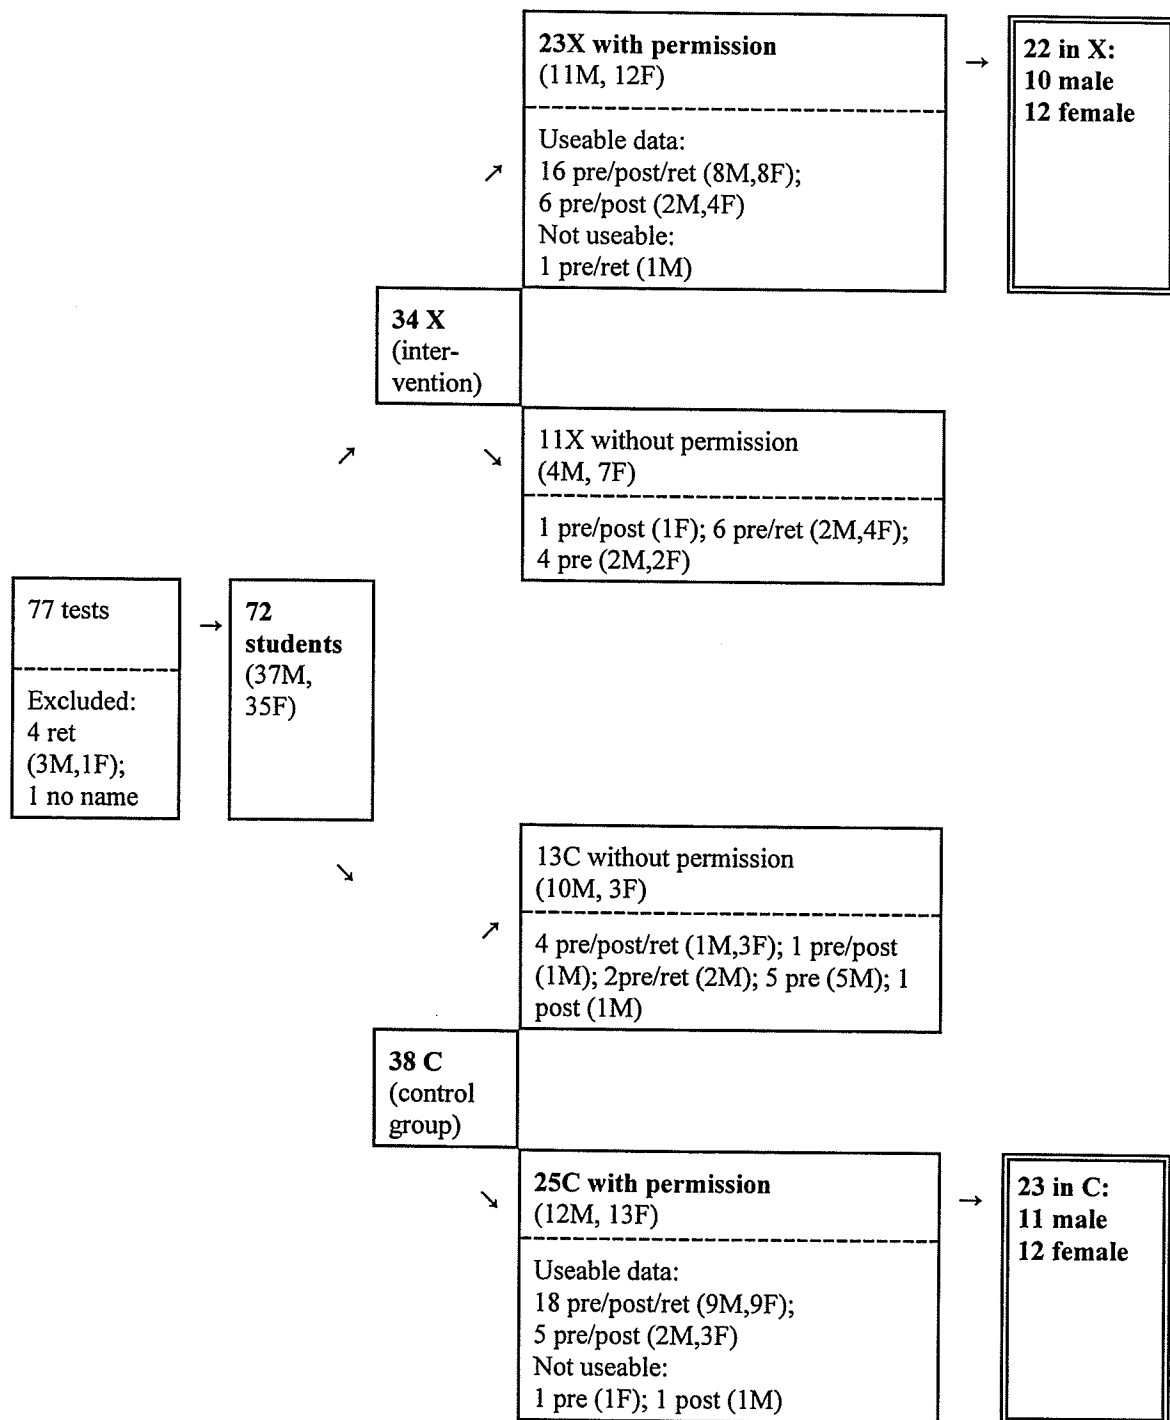 23X with permission
(11M, 12F)
Useable data:
16 pre/post/ret (8M,8F);
6 pre/post (2M,4F)
Not useable:
1 pre/ret (1M)
→
22 in X:
10 male
12 female
↗
34 X
(inter-
vention)
↗
↘
11X without permission
(4M, 7F)
1 pre/post (1F); 6 pre/ret (2M,4F);
4 pre (2M,2F)
77 tests
Excluded:
4 ret
(3M,1F);
1 no name
→
72
students
(37M,
35F)
↘
13C without permission
(10M, 3F)
↗
4 pre/post/ret (1M,3F); 1 pre/post
(1M); 2pre/ret (2M); 5 pre (5M); 1
post (1M)
38 C
(control
group)
↘
25C with permission
(12M, 13F)
Useable data:
18 pre/post/ret (9M,9F);
5 pre/post (2M,3F)
Not useable:
1 pre (1F); 1 post (1M)
→
23 in C:
11 male
12 female